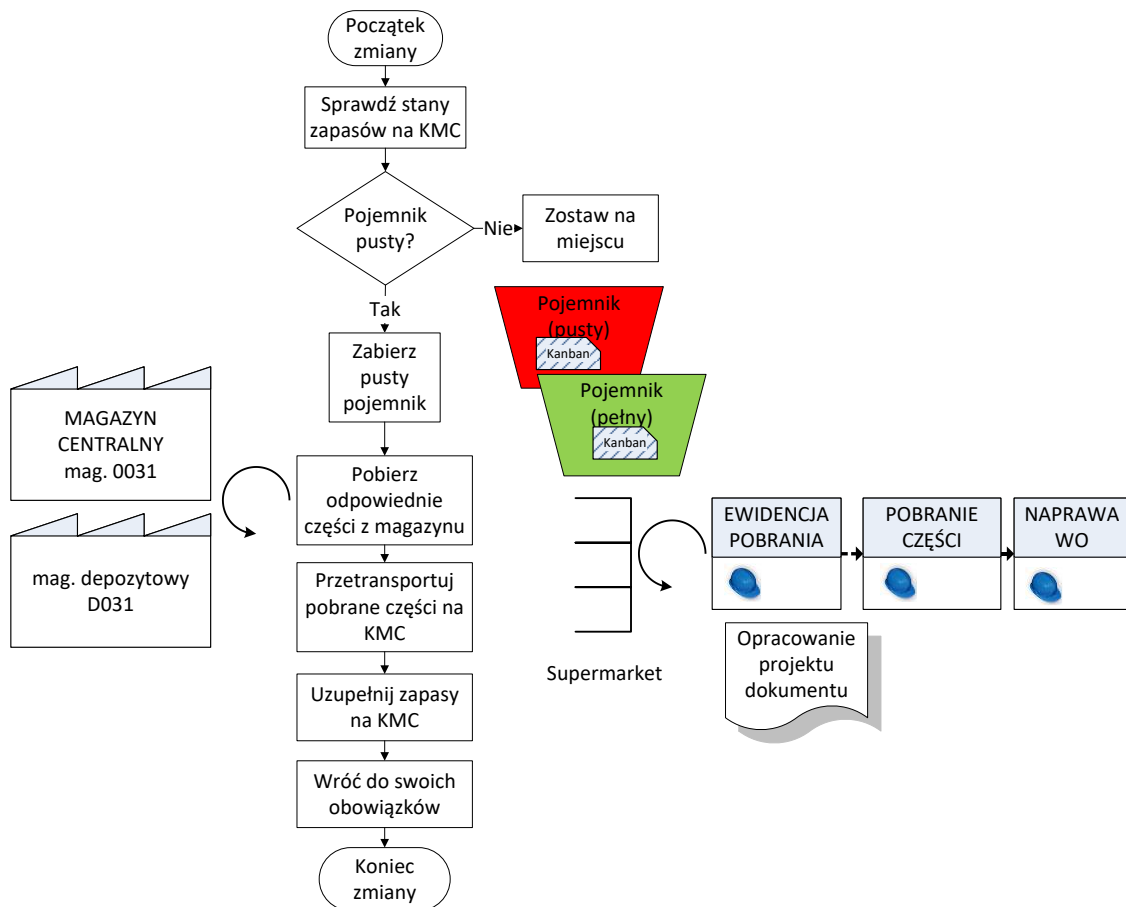 Początek
zmiany
Sprawdź stany
zapasów na KMC
Pojemnik
pusty?
Nie
Zostaw na
miejscu
Tak
Zabierz
pusty
pojemnik
Pojemnik
(pusty)
Kanban
Pojemnik
(pełny)
Kanban
MAGAZYN
CENTRALNY
mag. 0031
mag. depozytowy
D031
Pobierz
odpowiednie
części z magazynu
Przetransportuj
pobrane części na
KMC
Uzupełnij zapasy
na KMC
Wróć do swoich
obowiązków
Koniec
zmiany
Supermarket
EWIDENCJA
POBRANIA
POBRANIE
CZĘŚCI
NAPRAWA
WO
Opracowanie
projektu
dokumentu